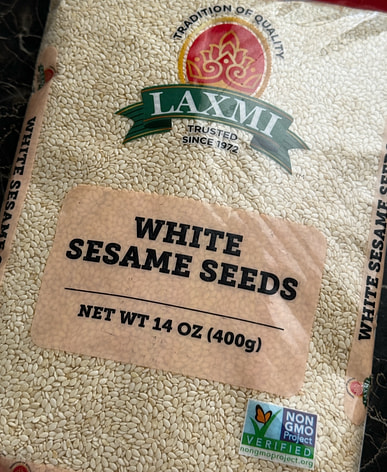 TRADITION OF QUALITY
LAXMI
TRUSTED
SINCE 1972
WHITE
SESAME SEEDS
NET WT 14 OZ (400g)
NON
GMO
Project
VERIFIED
nongmoproject.org
WHITE SESAME
WHITE SESAME SEE